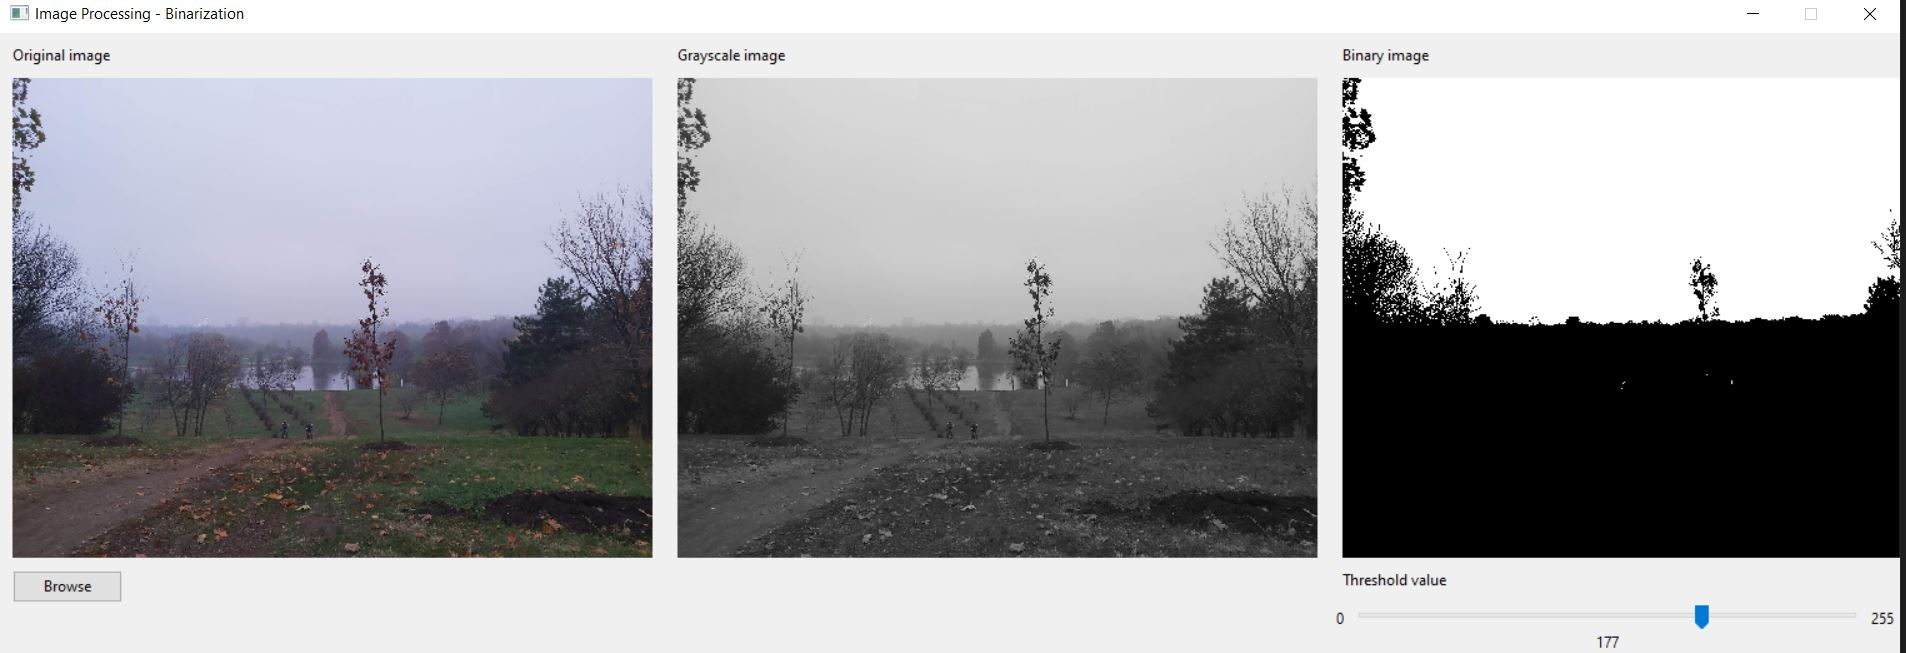 Image Processing - Binarization
Original image
Grayscale image
Binary image
Browse
Threshold value
0
255
177